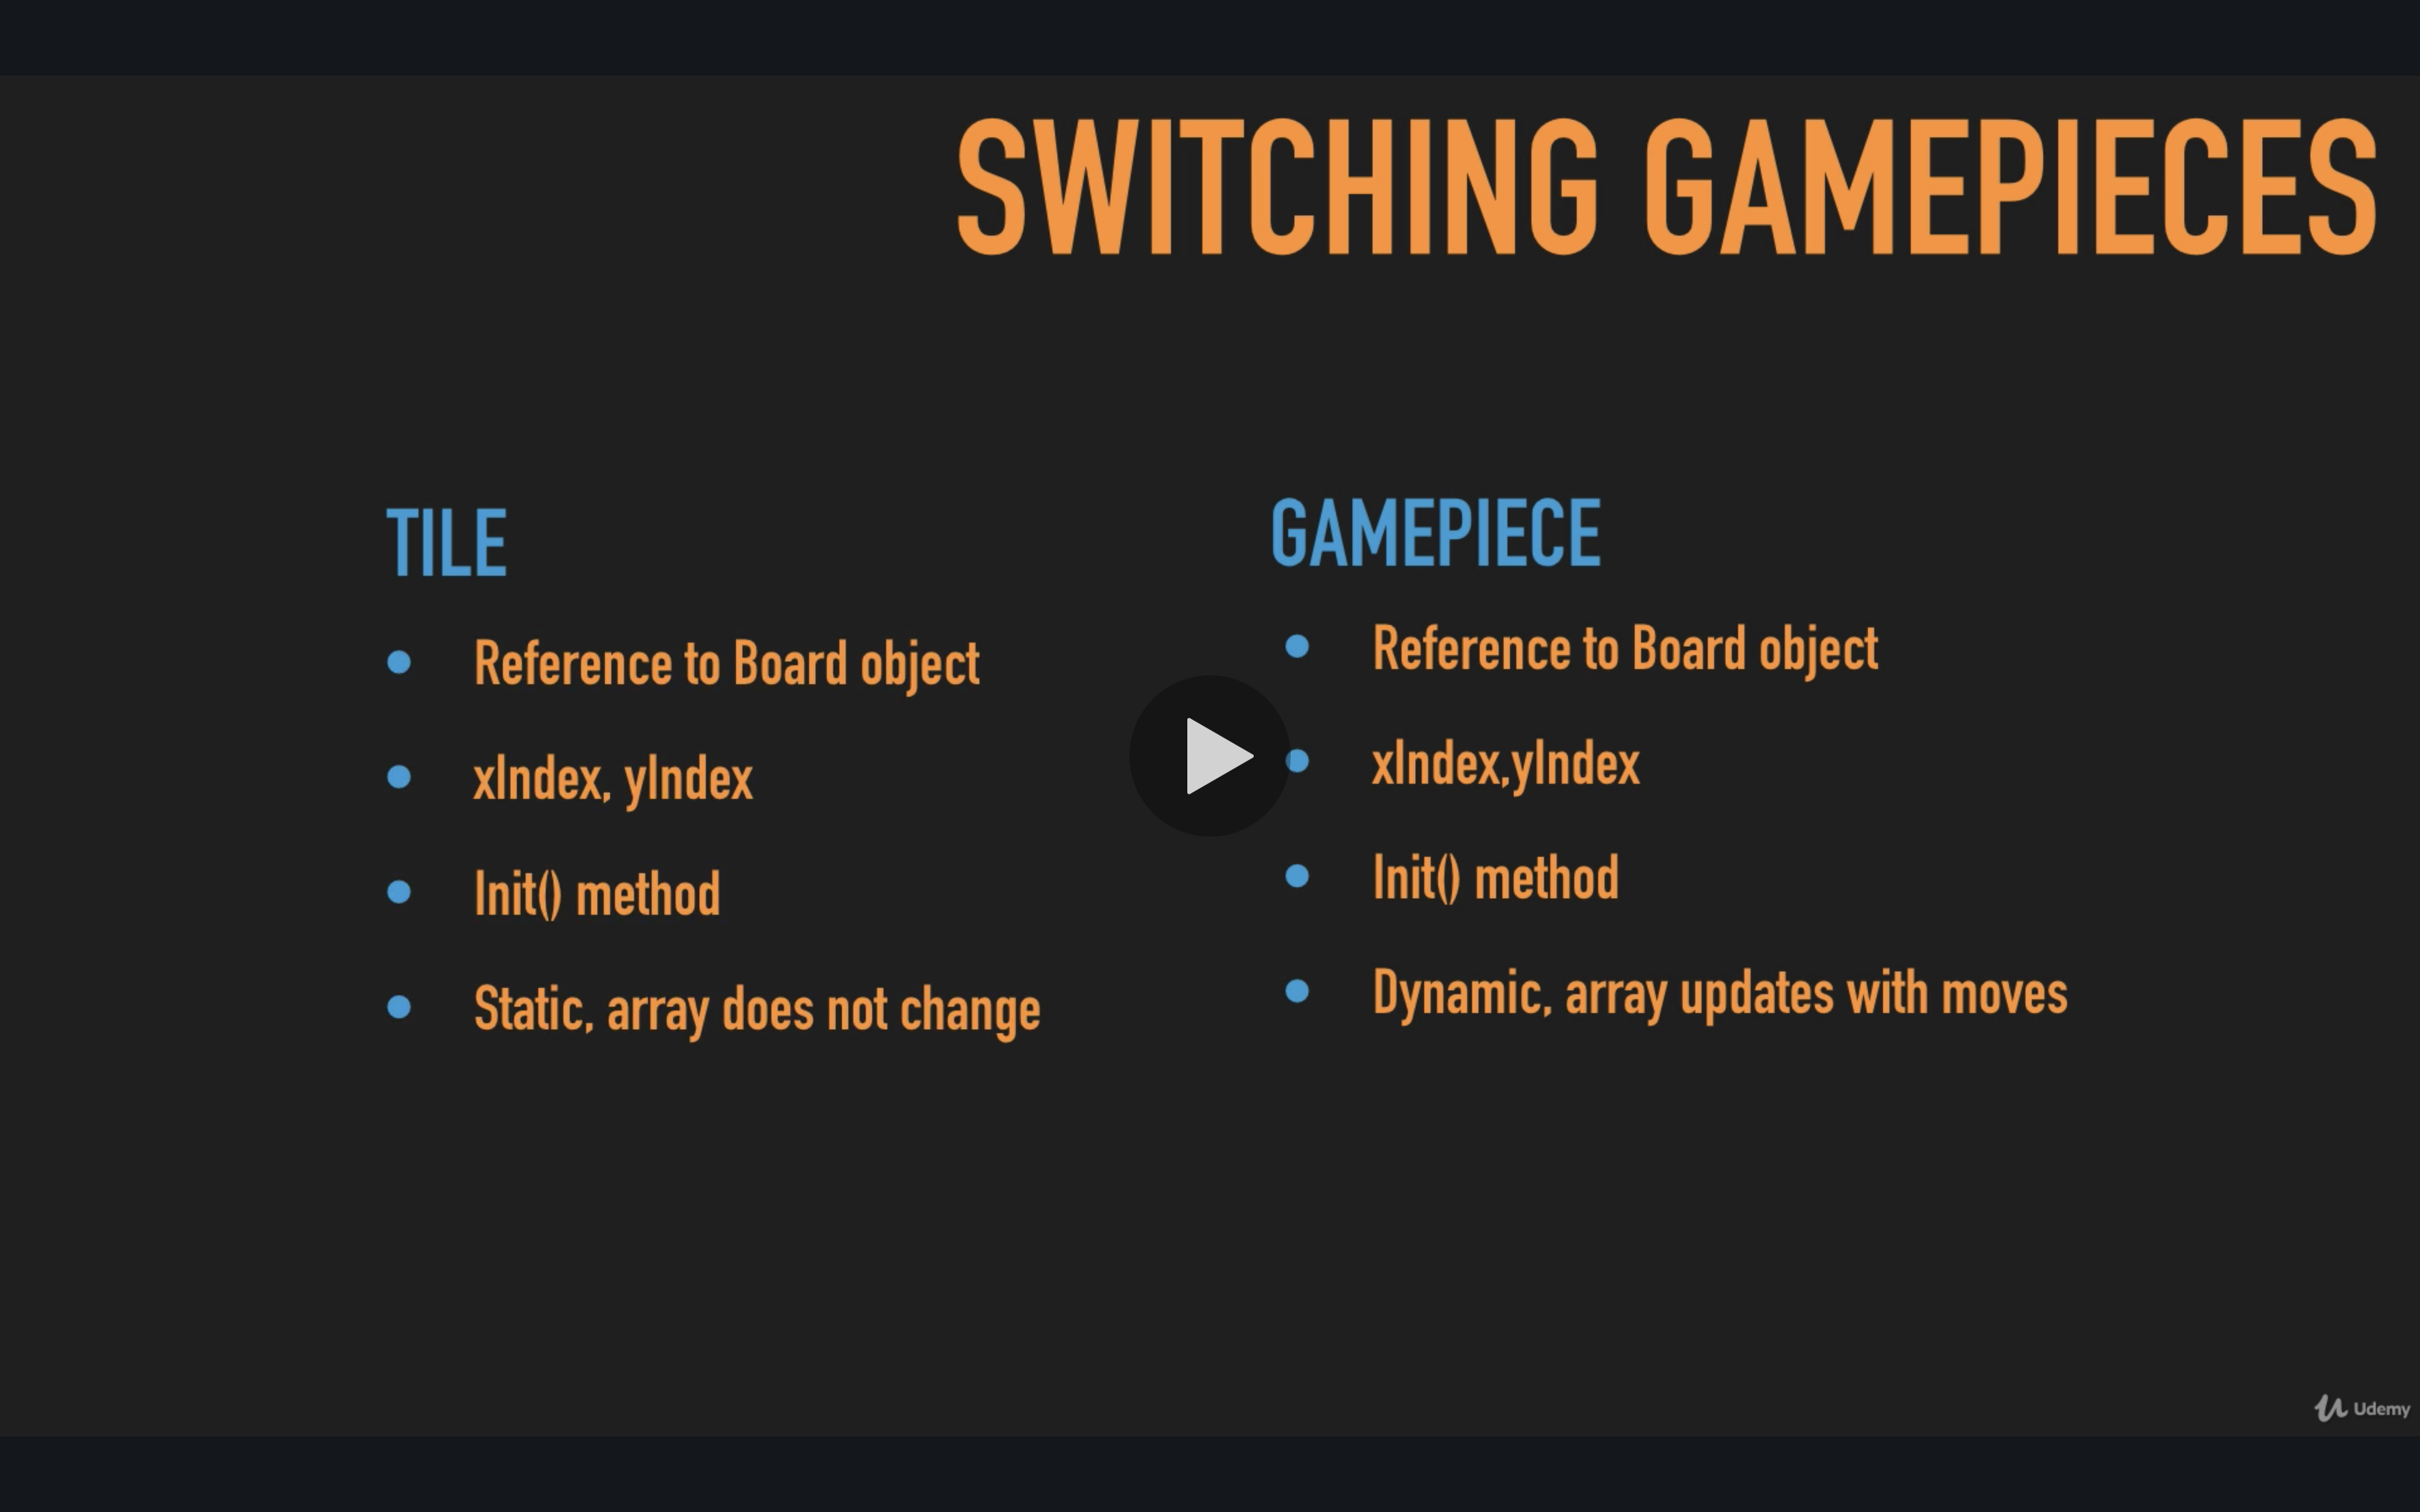 SWITCHING GAMEPIECES
TILE
Reference to Board object
xIndex, yIndex
Init() method
Static, array does not change
GAMEPIECE
Reference to Board object
xIndex,yIndex
Init() method
Dynamic, array updates with moves
Udemy